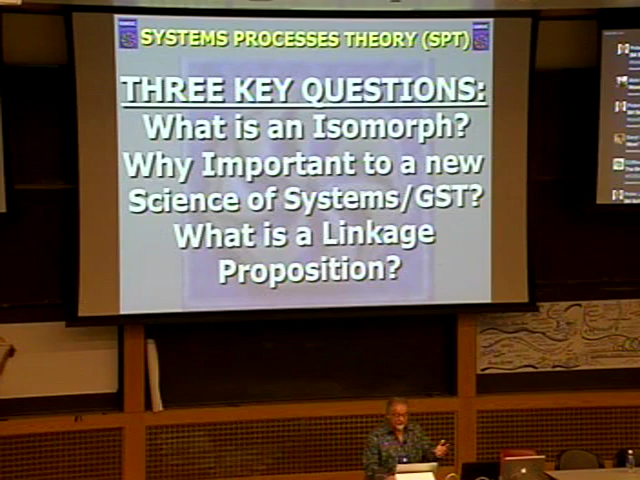 SYSTEMS PROCESSES THEORY (SPT)
THREE KEY QUESTIONS:
What is an Isomorph?
Why Important to a new
Science of Systems/GST?
What is a Linkage
Proposition?